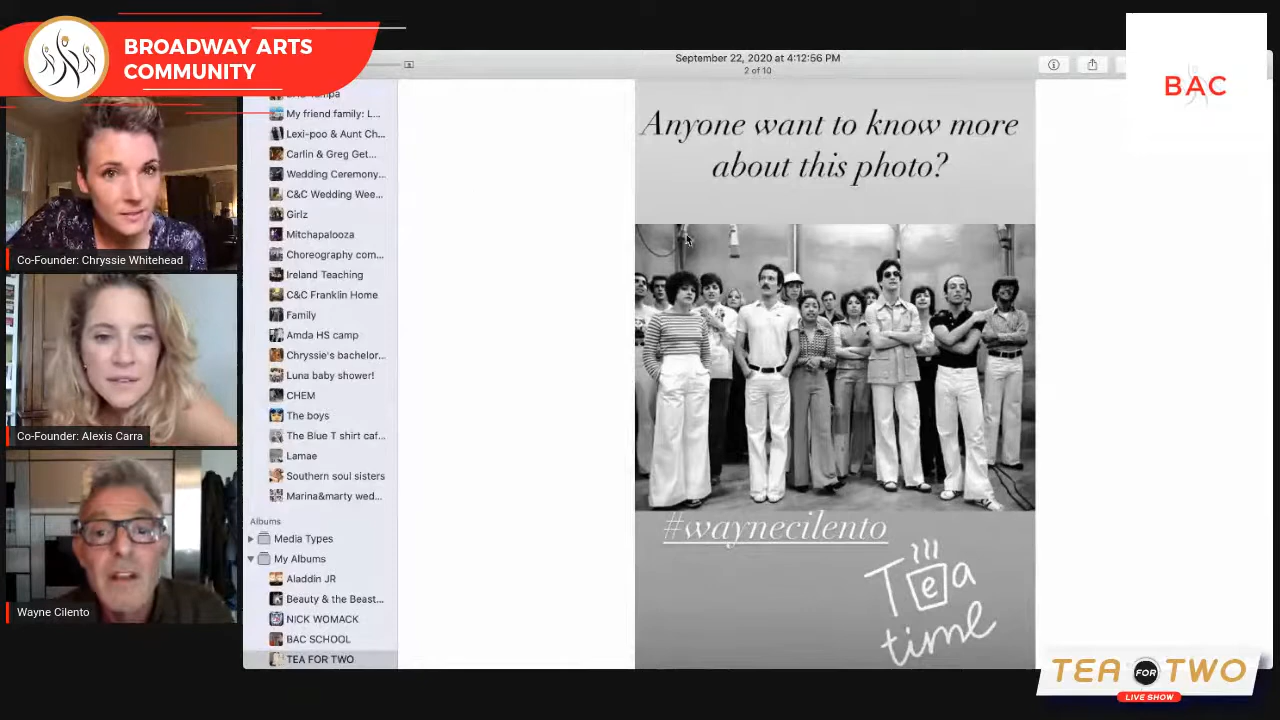 BROADWAY ARTS
COMMUNITY
September 22, 2020 at 4:12:56 PM
2 of 10
BAC
My friend family: L...
Lexi-poo & Aunt Ch...
Carlin & Greg Get...
Wedding Ceremony...
C&C Wedding Wee...
Girlz
Mitchapalooza
Choreography com...
Ireland Teaching
C&C Franklin Home
Family
Amda HS camp
Chryssie's bachelor...
Luna baby shower!
CHEM
The boys
The Blue T shirt caf...
Lamae
Southern soul sisters
Marina&marty wed...
Albums
Media Types
My Albums
Aladdin JR
Beauty & the Beast...
NICK WOMACK
BAC SCHOOL
TEA FOR TWO
Co-Founder: Chryssie Whitehead
Co-Founder: Alexis Carra
Wayne Cilento
Anyone want to know more
about this photo?
#waynecilento
Tea
time
TEA FOR TWO
LIVE SHOW